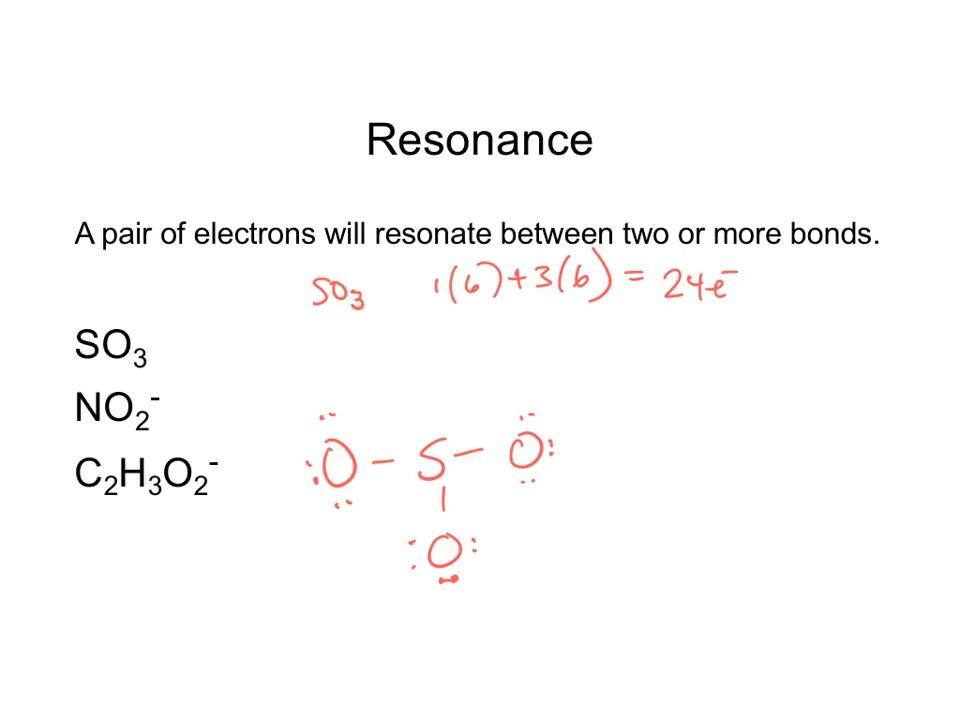 Resonance
A pair of electrons will resonate between two or more bonds.
SO₃ 1(6)+3(6) = 24e⁻
SO₃
NO₂⁻
C₂H₃O₂⁻
:Ö: – S – Ö:
|
:O: